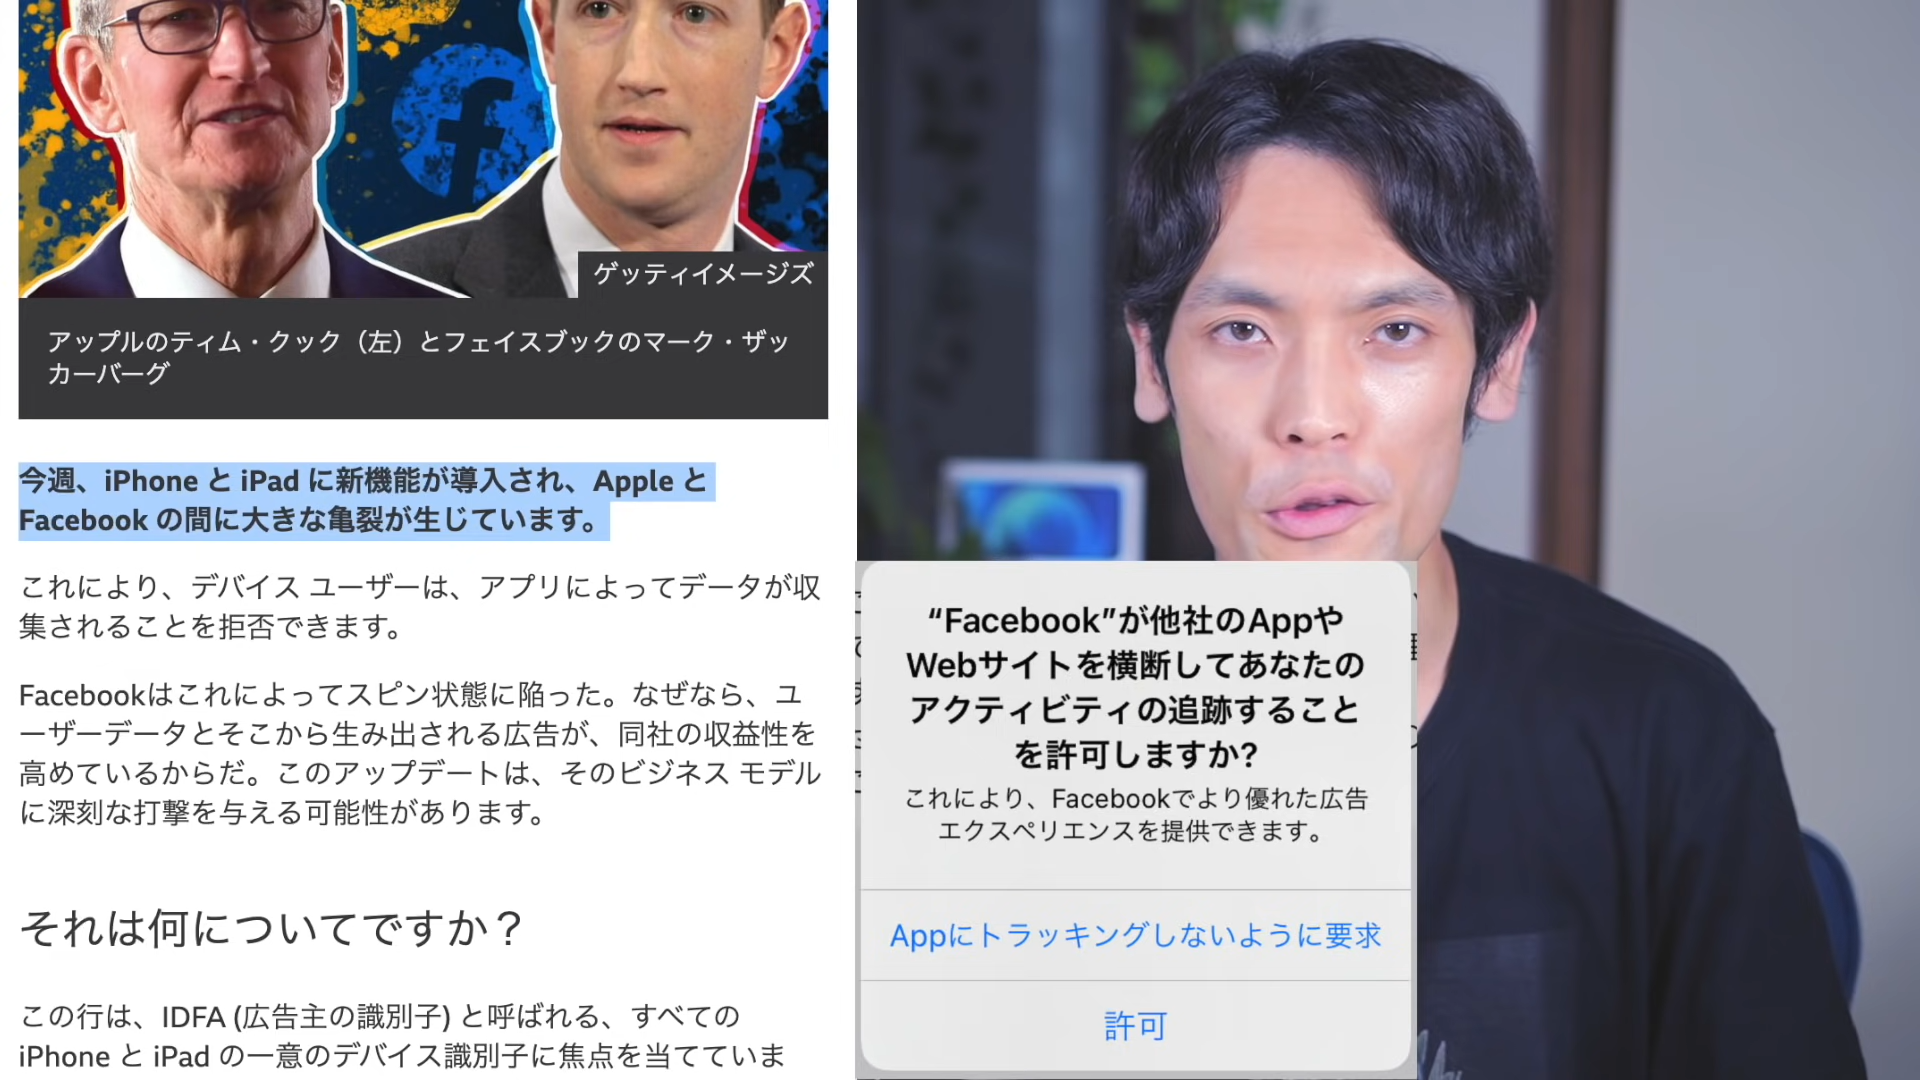 ゲッティイメージズ
アップルのティム・クック（左）とフェイスブックのマーク・ザッ
カーバーグ
今週、iPhone と iPad に新機能が導入され、Apple と
Facebook の間に大きな亀裂が生じています。
これにより、デバイス ユーザーは、アプリによってデータが収
集されることを拒否できます。
Facebookはこれによってスピン状態に陥った。なぜなら、ユ
ーザーデータとそこから生み出される広告が、同社の収益性を
高めているからだ。このアップデートは、そのビジネス モデル
に深刻な打撃を与える可能性があります。
それは何についてですか？
この行は、IDFA (広告主の識別子) と呼ばれる、すべての
iPhone と iPad の一意のデバイス識別子に焦点を当てていま
“Facebook”が他社のAppや
Webサイトを横断してあなたの
アクティビティの追跡すること
を許可しますか?
これにより、Facebookでより優れた広告
エクスペリエンスを提供できます。
Appにトラッキングしないように要求
許可